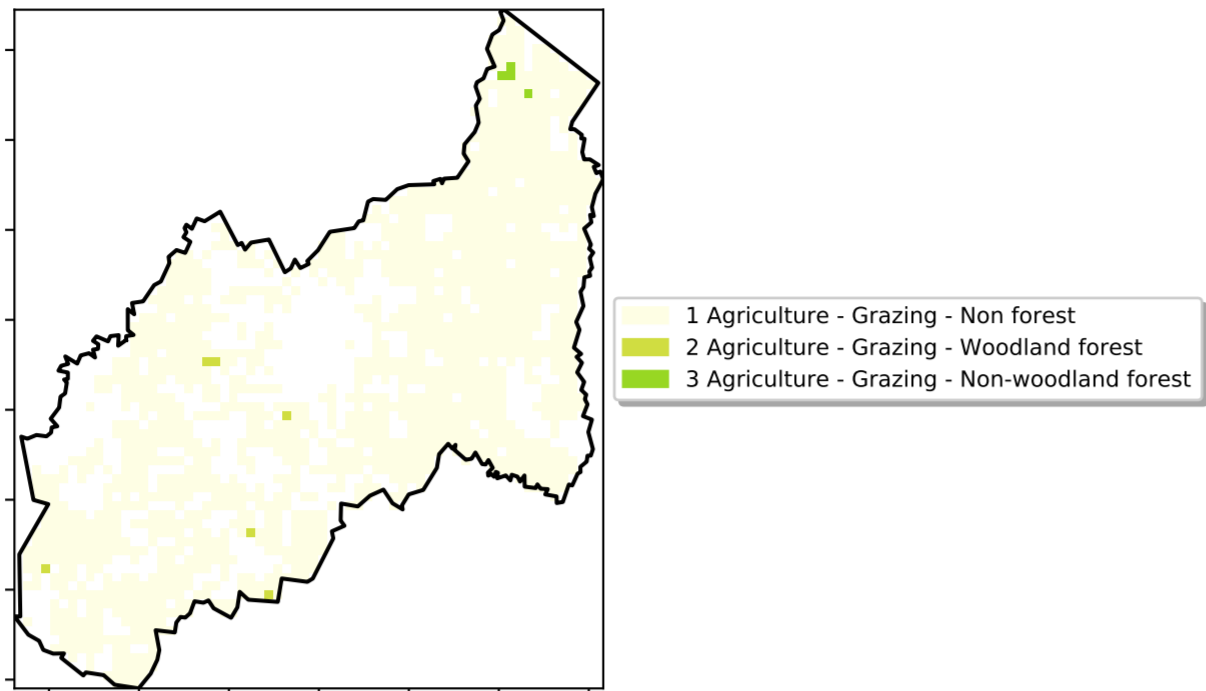 1 Agriculture - Grazing - Non forest
2 Agriculture - Grazing - Woodland forest
3 Agriculture - Grazing - Non-woodland forest